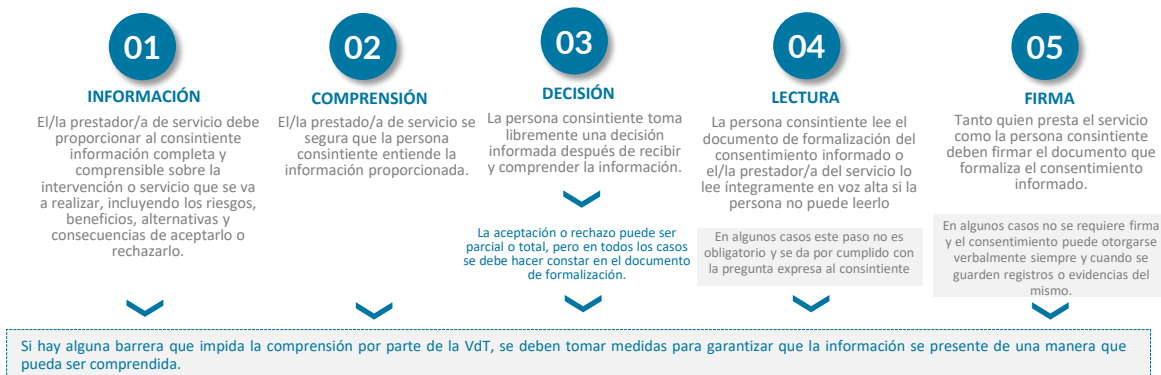 01
INFORMACIÓN
El/la prestador/a de servicio debe
proporcionar al consintiente
información completa y
comprensible sobre la
intervención o servicio que se va
a realizar, incluyendo los riesgos,
beneficios, alternativas y
consecuencias de aceptarlo o
rechazarlo.
02
COMPRENSIÓN
El/la prestado/a de servicio se
segura que la persona
consintiente entiende la
información proporcionada.
03
DECISIÓN
La persona consintiente toma
libremente una decisión
informada después de recibir
y comprender la información.
La aceptación o rechazo puede ser
parcial o total, pero en todos los casos
se debe hacer constar en el documento
de formalización.
04
LECTURA
La persona consintiente lee el
documento de formalización del
consentimiento informado o
el/la prestador/a del servicio lo
lee íntegramente en voz alta si la
persona no puede leerlo
En algunos casos este paso no es
obligatorio y se da por cumplido con
la pregunta expresa al consintiente
05
FIRMA
Tanto quien presta el servicio
como la persona consintiente
deben firmar el documento que
formaliza el consentimiento
informado.
En algunos casos no se requiere firma
y el consentimiento puede otorgarse
verbalmente siempre y cuando se
guarden registros o evidencias del
mismo.
Si hay alguna barrera que impida la comprensión por parte de la VdT, se deben tomar medidas para garantizar que la información se presente de una manera que
pueda ser comprendida.